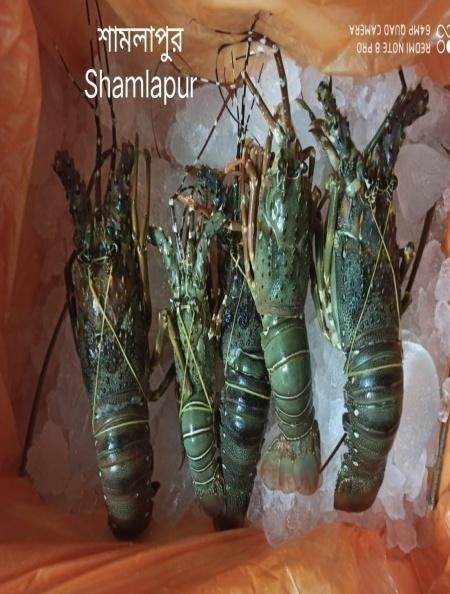 শামলাপুর
Shamlapur
REDMI NOTE 8 PRO
64MP QUAD CAMERA